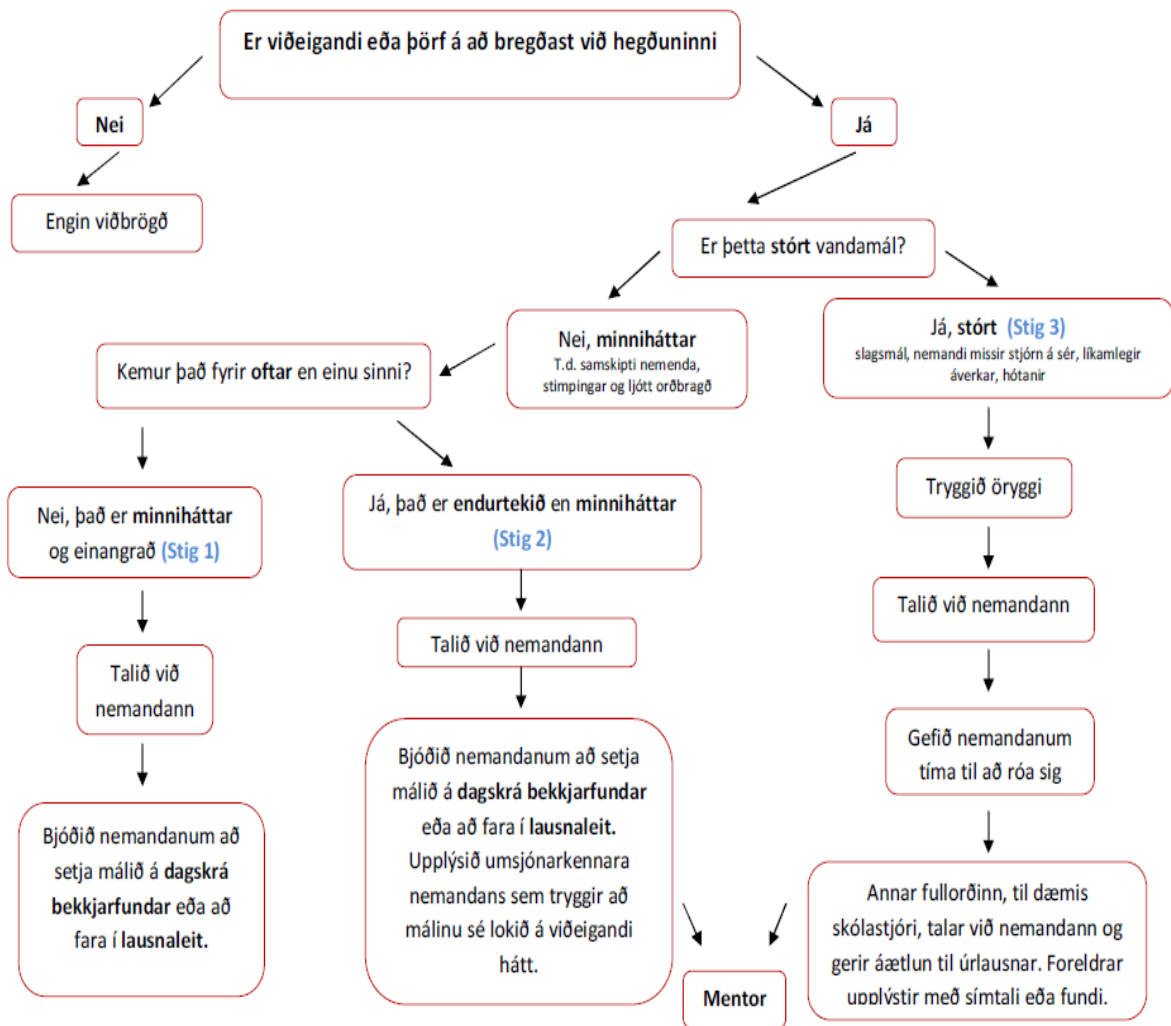 Er viðeigandi eða þörf á að bregðast við hegðuninni
Nei
Já
Engin viðbrögð
Er þetta stórt vandamál?
Nei, minniháttar
T.d. samskipti nemenda,
stimpingar og ljótt orðbragð
Já, stórt (Stig 3)
slagsmál, nemandi missir stjórn á sér, líkamlegir
áverkar, hótanir
Kemur það fyrir oftar en einu sinni?
Nei, það er minniháttar
og einangrað (Stig 1)
Já, það er endurtekið en minniháttar
(Stig 2)
Tryggið öryggi
Talið við
nemandann
Talið við nemandann
Talið við nemandann
Gefið nemandanum
tíma til að róa sig
Bjóðið nemandanum að
setja málið á dagskrá
bekkjarfundar eða að
fara í lausnaleit.
Bjóðið nemandanum að setja
málið á dagskrá bekkjarfundar
eða að fara í lausnaleit.
Upplýsið umsjónarkennara
nemandans sem tryggir að
málinu sé lokið á viðeigandi
hátt.
Annar fullorðinn, til dæmis
skólastjóri, talar við nemandann og
gerir áætlun til úrlausnar. Foreldrar
upplýstir með símtali eða fundi.
Mentor